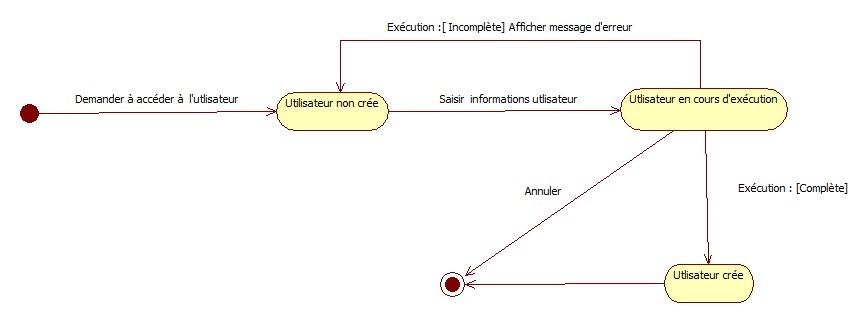 Exécution :[ Incomplète] Afficher message d'erreur
Demander à accéder à l'utlisateur
Utilisateur non crée
Saisir informations utlisateur
Utlisateur en cours d'exécution
Annuler
Exécution : [Complète]
Utlisateur crée